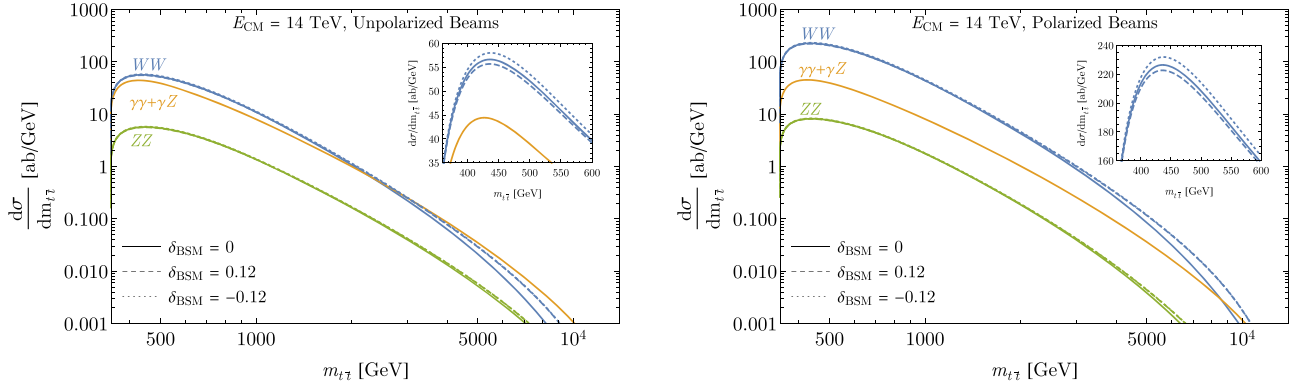 E_CM = 14 TeV, Unpolarized Beams
dσ/dm_tt̄ [ab/GeV]
1000
100
10
1
0.100
0.010
0.001
WW
γγ+γZ
ZZ
dσ/dm_tt̄ [ab/GeV]
60
55
50
45
40
35
400 450 500 550 600
m_tt̄ [GeV]
δ_BSM = 0
δ_BSM = 0.12
δ_BSM = −0.12
500 1000 5000 10⁴
m_tt̄ [GeV]
E_CM = 14 TeV, Polarized Beams
dσ/dm_tt̄ [ab/GeV]
1000
100
10
1
0.100
0.010
0.001
WW
γγ+γZ
ZZ
dσ/dm_tt̄ [ab/GeV]
240
220
200
180
160
400 450 500 550 600
m_tt̄ [GeV]
δ_BSM = 0
δ_BSM = 0.12
δ_BSM = −0.12
500 1000 5000 10⁴
m_tt̄ [GeV]